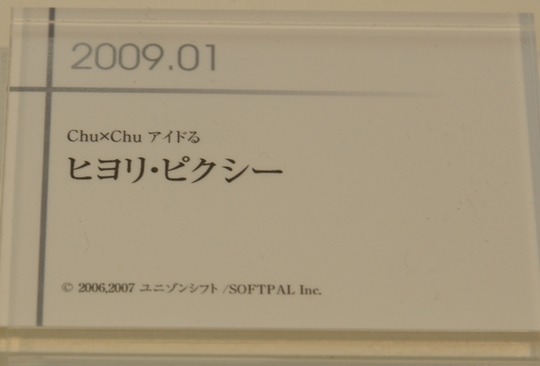 2009.01
Chu×Chu アイドる
ヒヨリ・ピクシー
© 2006,2007 ユニゾンシフト /SOFTPAL Inc.